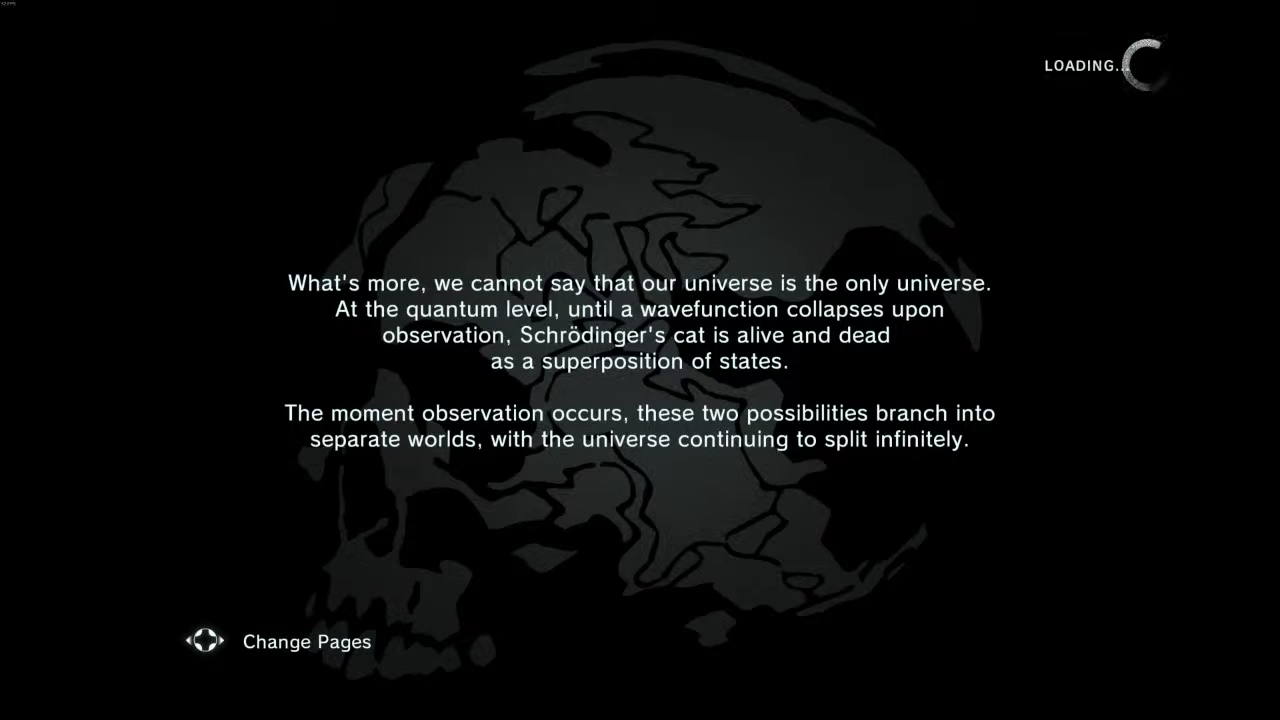 LOADING...
What's more, we cannot say that our universe is the only universe.
At the quantum level, until a wavefunction collapses upon
observation, Schrödinger's cat is alive and dead
as a superposition of states.
The moment observation occurs, these two possibilities branch into
separate worlds, with the universe continuing to split infinitely.
Change Pages